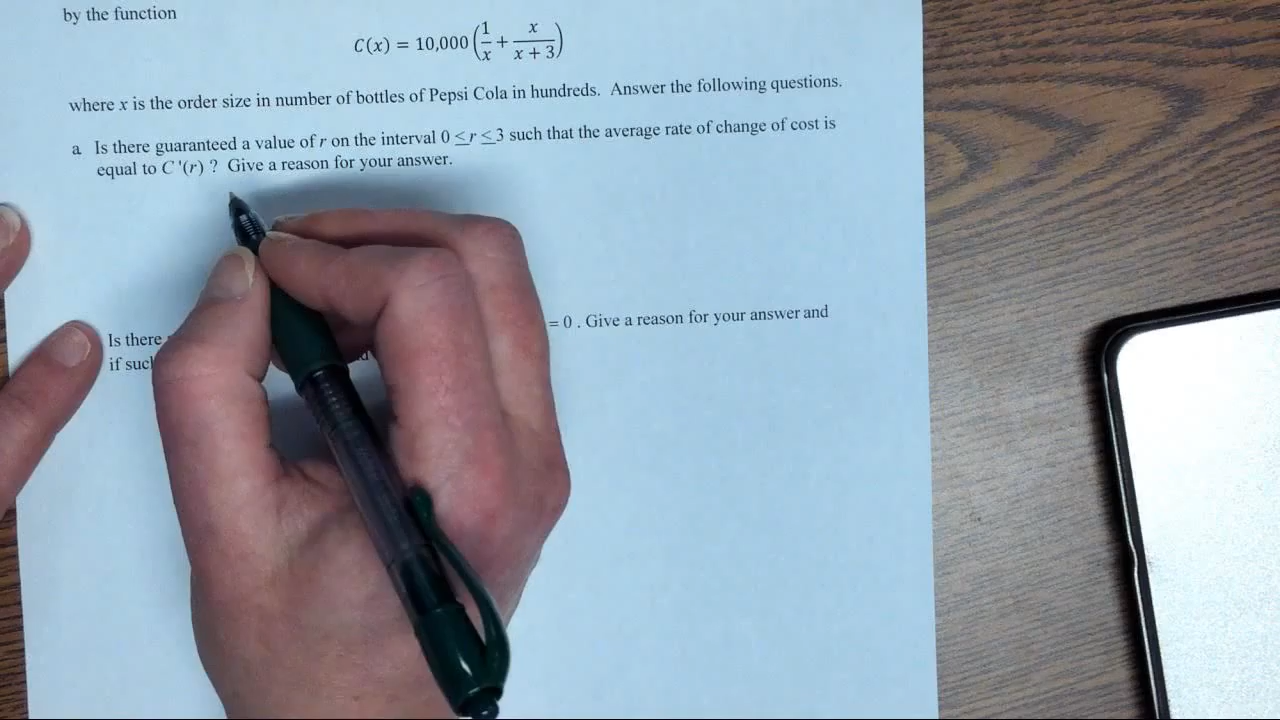 by the function
C(x) = 10,000 (1/x + x/(x + 3))
where x is the order size in number of bottles of Pepsi Cola in hundreds. Answer the following questions.
a Is there guaranteed a value of r on the interval 0 ≤ r ≤ 3 such that the average rate of change of cost is
equal to C '(r) ? Give a reason for your answer.
Is there = 0 . Give a reason for your answer and
if such